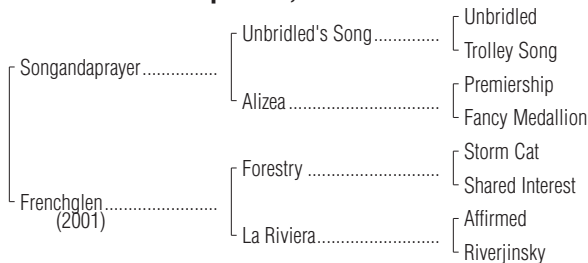 Songandaprayer................
Unbridled's Song..............
Unbridled
Trolley Song
Alizea................................
Premiership
Fancy Medallion
Frenchglen........................
(2001)
Forestry............................
Storm Cat
Shared Interest
La Riviera..........................
Affirmed
Riverjinsky